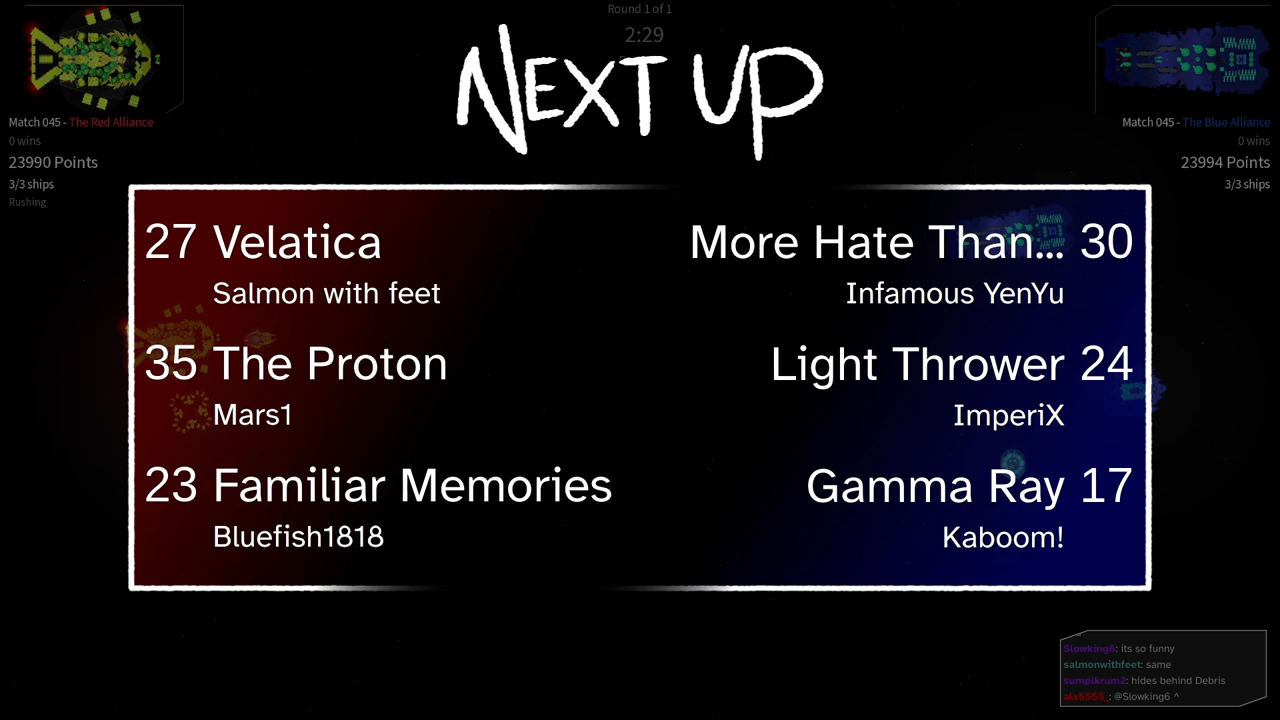 Round 1 of 1
2:29
NEXT UP
Match 045 - The Red Alliance
0 wins
23990 Points
3/3 ships
Rushing
Match 045 - The Blue Alliance
0 wins
23994 Points
3/3 ships
27 Velatica
Salmon with feet
35 The Proton
Mars1
23 Familiar Memories
Bluefish1818
More Hate Than... 30
Infamous YenYu
Light Thrower 24
ImperiX
Gamma Ray 17
Kaboom!
Slowking6: its so funny
salmonwithfeet: same
sumplkrum2: hides behind Debris
alx5555_: @Slowking6 ^